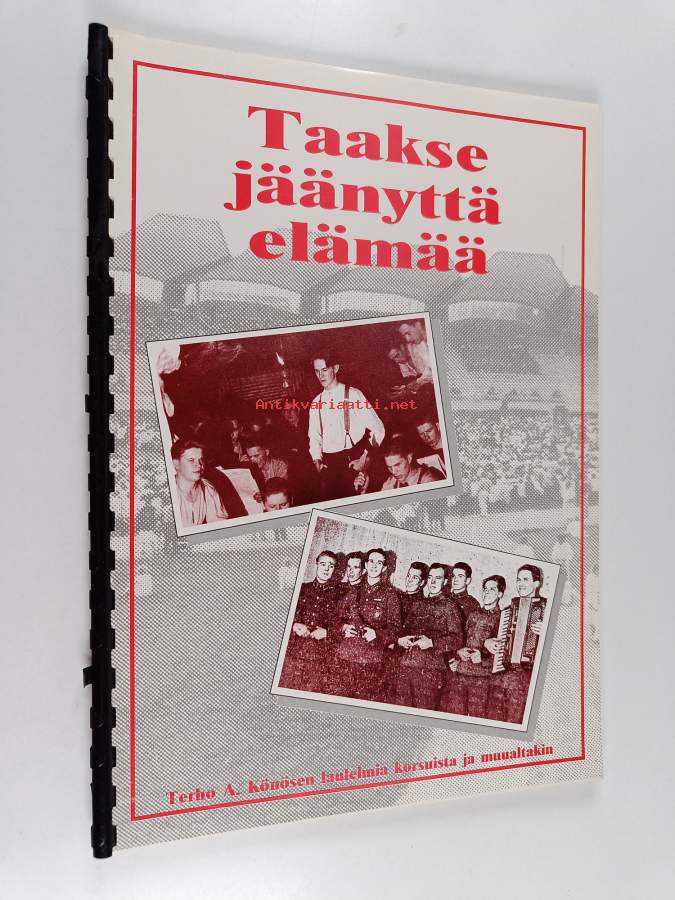 Taakse
jäänyttä
elämää
Antikvariaatti.net
Terho A. Könösen laulelmia korsuista ja muualtakin